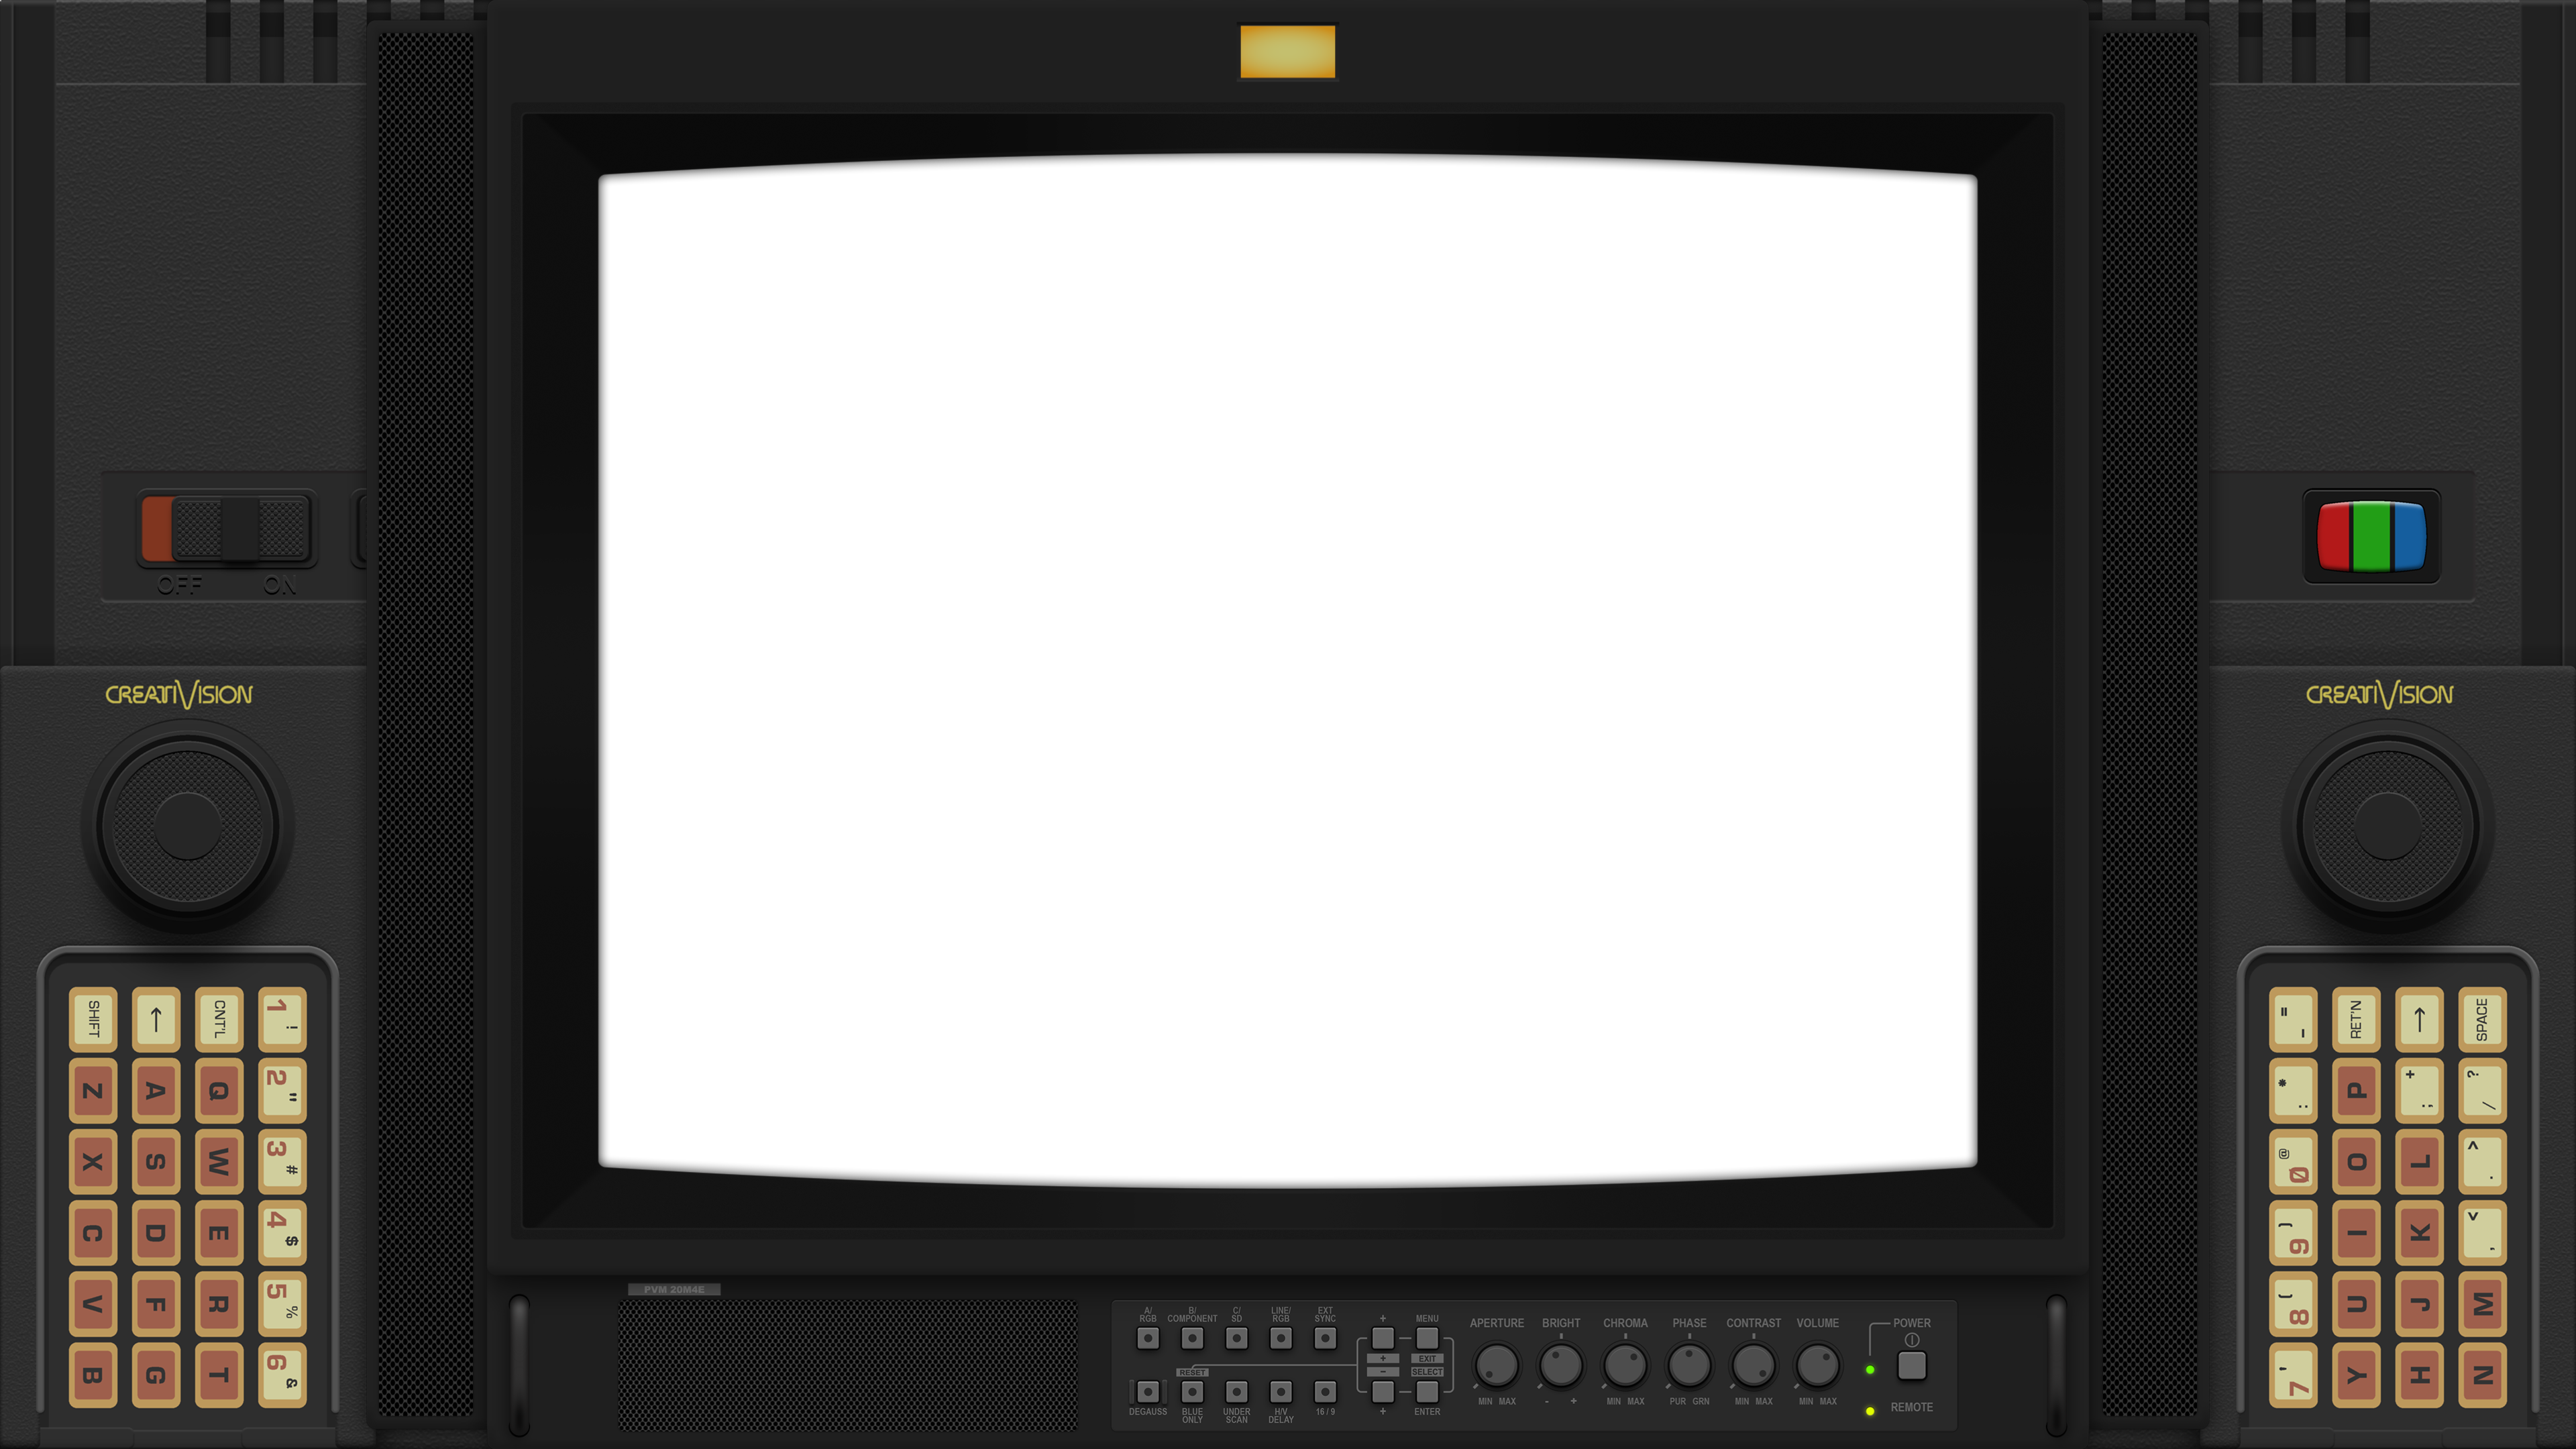 OFF ON
CREATIVISION
SHIFT ← CNT'L 1 !
Z A Q 2 "
X S W 3 #
C D E 4 $
V F R 5 %
B G T 6 &
PVM 20M4E
A/ RGB
B/ COMPONENT
C/ SD
LINE/ RGB
EXT SYNC
+ MENU
+ EXIT
RESET
− SELECT
DEGAUSS
BLUE ONLY
UNDER SCAN
H/V DELAY
16 / 9
+ ENTER
APERTURE BRIGHT CHROMA PHASE CONTRAST VOLUME
MIN MAX - + MIN MAX PUR GRN MIN MAX MIN MAX
POWER
REMOTE
CREATIVISION
= - RET'N → SPACE
* : P + ; ? /
@ 0 O L > .
) 9 I K < ,
( 8 U J M
' 7 Y H N